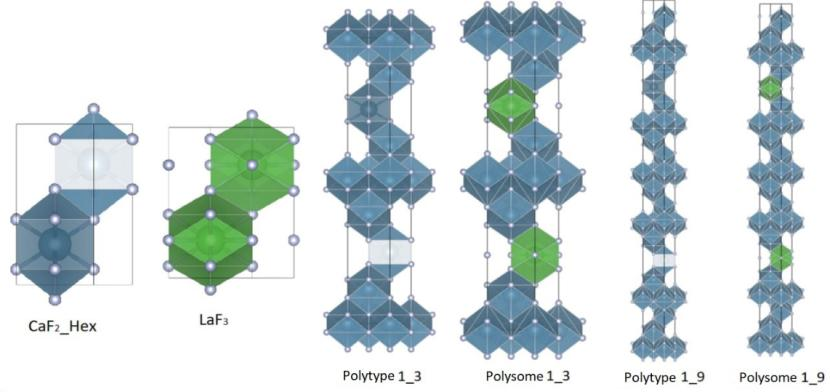 CaF₂_Hex
LaF₃
Polytype 1_3
Polysome 1_3
Polytype 1_9
Polysome 1_9